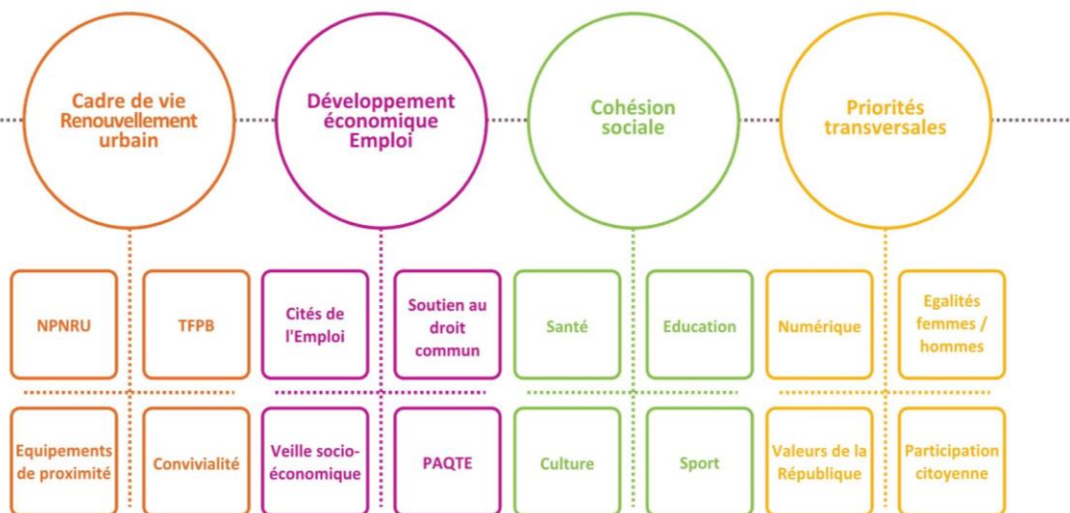 Cadre de vie
Renouvellement
urbain
Développement
économique
Emploi
Cohésion
sociale
Priorités
transversales
NPNRU
TFPB
Cités de
l'Emploi
Soutien au
droit
commun
Santé
Education
Numérique
Egalités
femmes /
hommes
Equipements
de proximité
Convivialité
Veille socio-
économique
PAQTE
Culture
Sport
Valeurs de la
République
Participation
citoyenne